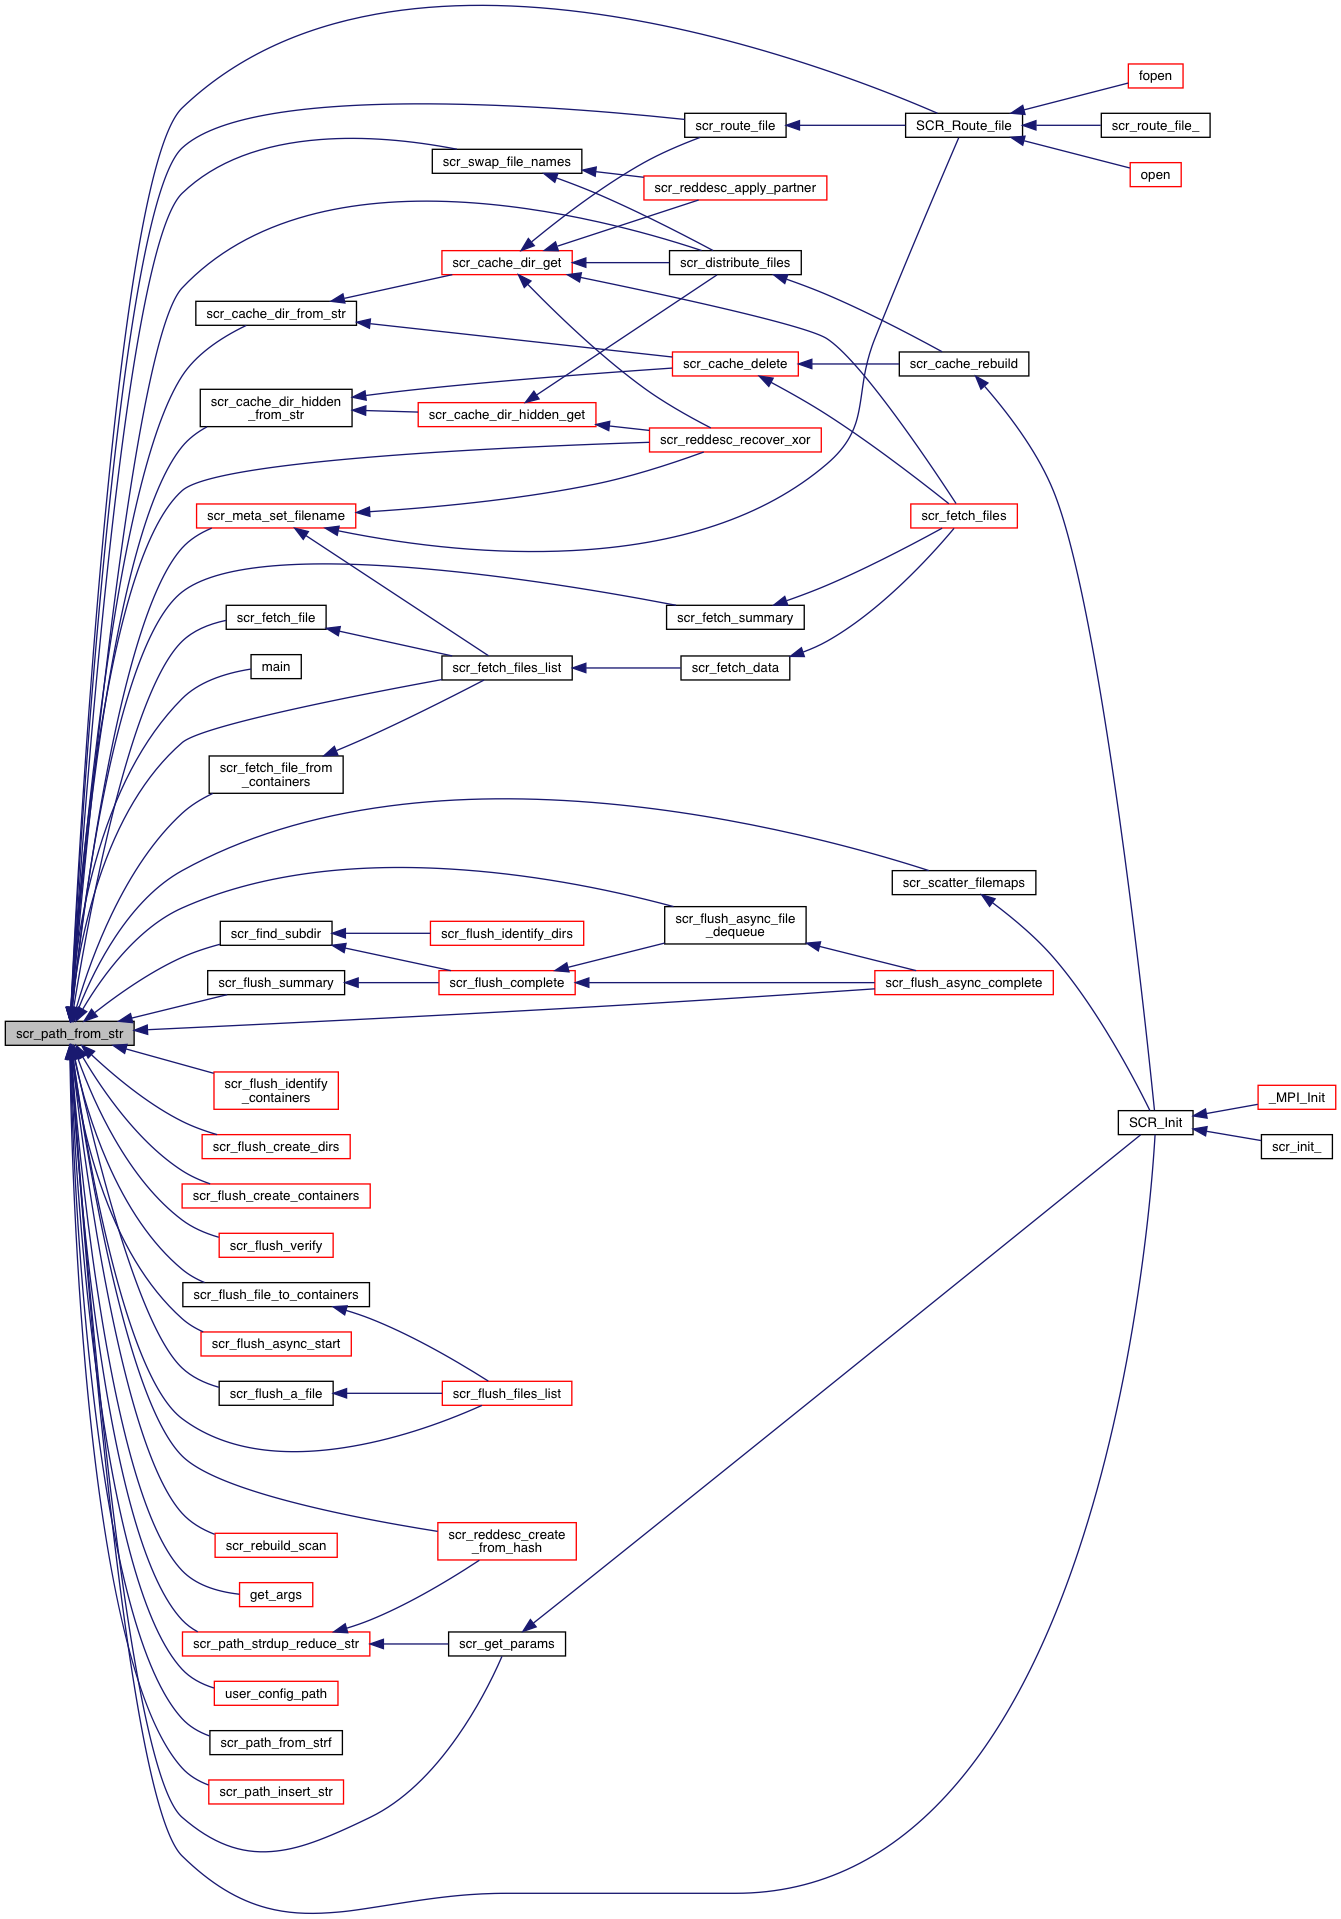 fopen
scr_route_file
SCR_Route_file
scr_route_file_
scr_swap_file_names
open
scr_reddesc_apply_partner
scr_cache_dir_get
scr_distribute_files
scr_cache_dir_from_str
scr_cache_delete
scr_cache_rebuild
scr_cache_dir_hidden
_from_str
scr_cache_dir_hidden_get
scr_reddesc_recover_xor
scr_meta_set_filename
scr_fetch_files
scr_fetch_file
scr_fetch_summary
main
scr_fetch_files_list
scr_fetch_data
scr_fetch_file_from
_containers
scr_scatter_filemaps
scr_flush_async_file
_dequeue
scr_find_subdir
scr_flush_identify_dirs
scr_flush_summary
scr_flush_complete
scr_flush_async_complete
scr_path_from_str
scr_flush_identify
_containers
_MPI_Init
SCR_Init
scr_init_
scr_flush_create_dirs
scr_flush_create_containers
scr_flush_verify
scr_flush_file_to_containers
scr_flush_async_start
scr_flush_a_file
scr_flush_files_list
scr_reddesc_create
_from_hash
scr_rebuild_scan
get_args
scr_path_strdup_reduce_str
scr_get_params
user_config_path
scr_path_from_strf
scr_path_insert_str